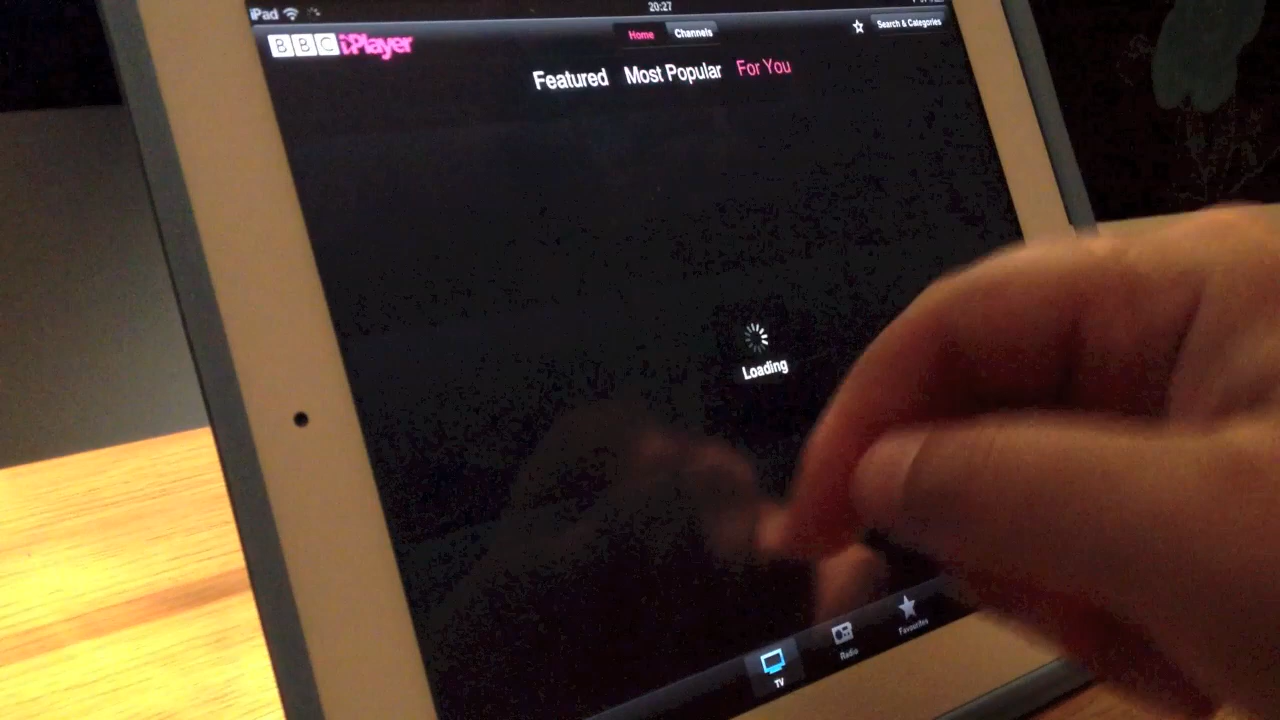 iPad 20:27
BBC iPlayer Home Channels Search & Categories
Featured Most Popular For You
Loading
TV Radio Favourites